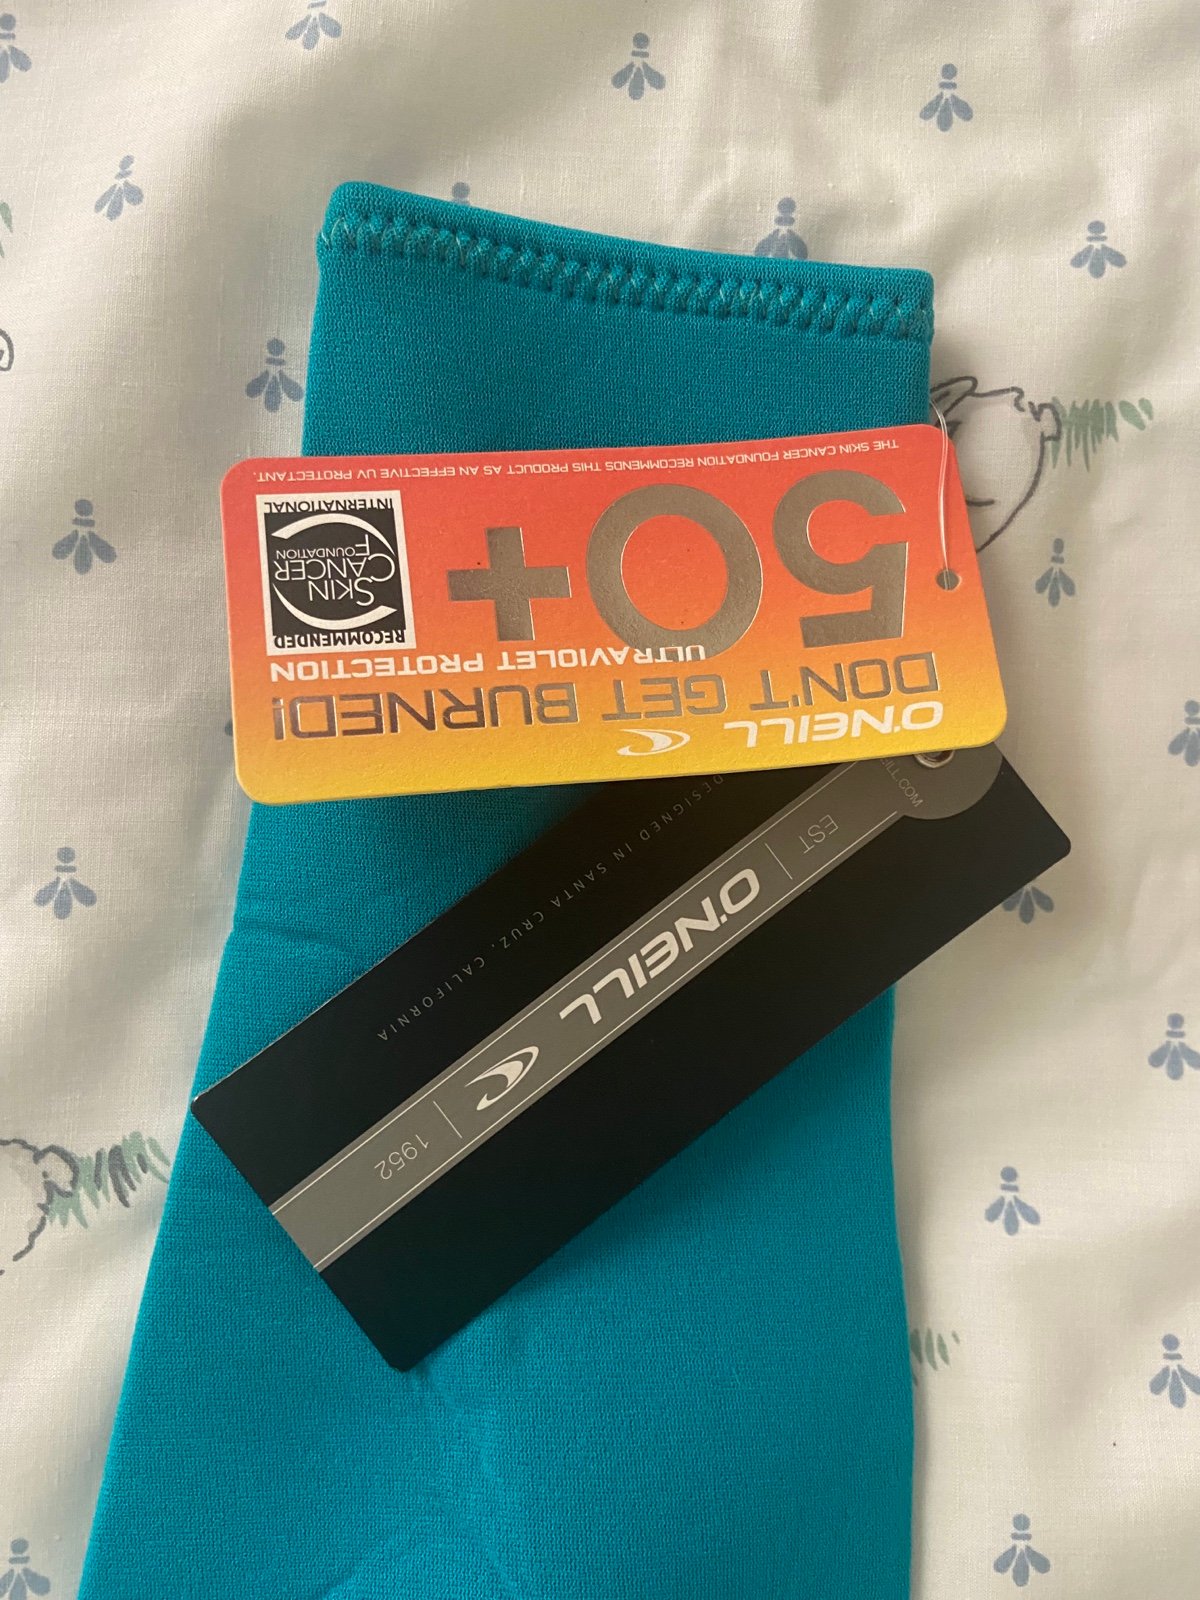 O'NEILL
DON'T GET BURNED!
ULTRAVIOLET PROTECTION
50+
RECOMMENDED
SKIN
CANCER
FOUNDATION
INTERNATIONAL
THE SKIN CANCER FOUNDATION RECOMMENDS THIS PRODUCT AS AN EFFECTIVE UV PROTECTANT.
EST
O'NEILL
1952
DESIGNED IN SANTA CRUZ, CALIFORNIA